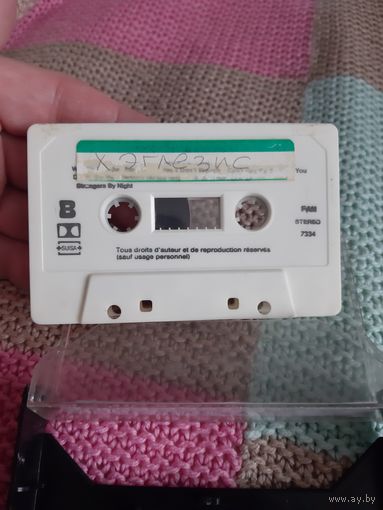 Х. ЭГЛЕЗИС
You
Strangers By Night
B
PAM
STEREO
7334
SUISA
Tous droits d'auteur et de reproduction réservés
(sauf usage personnel)
www.ay.by